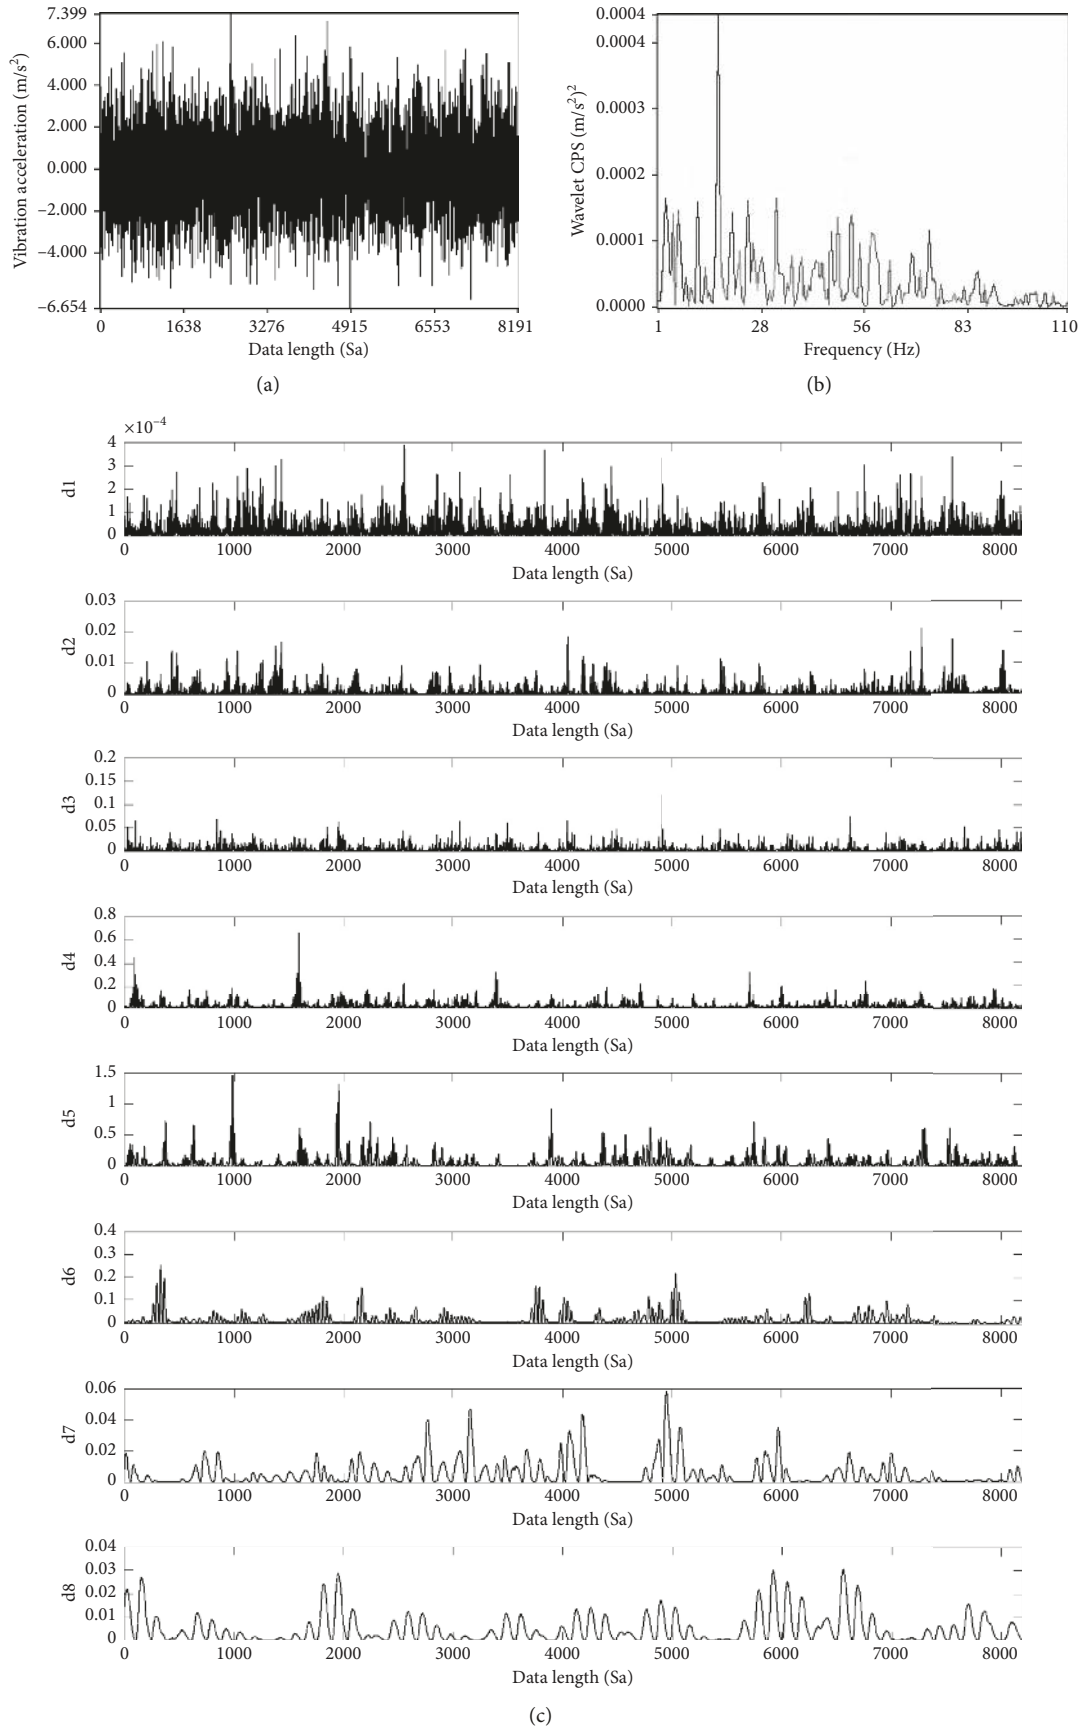 7.399
6.000
4.000
2.000
0.000
−2.000
−4.000
−6.654
Vibration acceleration (m/s²)
0 1638 3276 4915 6553 8191
Data length (Sa)
(a)
0.0004
0.0004
0.0003
0.0002
0.0001
0.0000
Wavelet CPS (m/s²)²
1 28 56 83 110
Frequency (Hz)
(b)
×10⁻⁴
4
3
2
1
0
d1
0 1000 2000 3000 4000 5000 6000 7000 8000
Data length (Sa)
0.03
0.02
0.01
0
d2
0 1000 2000 3000 4000 5000 6000 7000 8000
Data length (Sa)
0.2
0.15
0.1
0.05
0
d3
0 1000 2000 3000 4000 5000 6000 7000 8000
Data length (Sa)
0.8
0.6
0.4
0.2
0
d4
0 1000 2000 3000 4000 5000 6000 7000 8000
Data length (Sa)
1.5
1
0.5
0
d5
0 1000 2000 3000 4000 5000 6000 7000 8000
Data length (Sa)
0.4
0.3
0.2
0.1
0
d6
0 1000 2000 3000 4000 5000 6000 7000 8000
Data length (Sa)
0.06
0.04
0.02
0
d7
0 1000 2000 3000 4000 5000 6000 7000 8000
Data length (Sa)
0.04
0.03
0.02
0.01
0
d8
0 1000 2000 3000 4000 5000 6000 7000 8000
Data length (Sa)
(c)